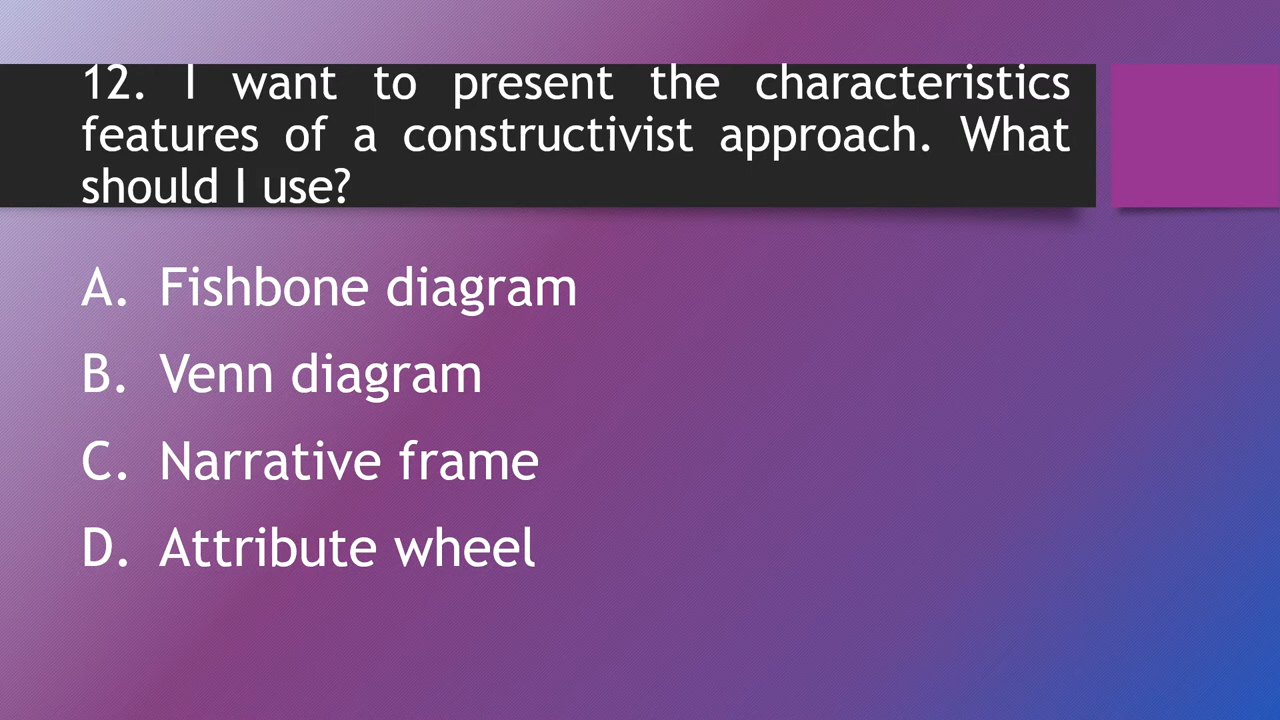 12. I want to present the characteristics
features of a constructivist approach. What
should I use?
A. Fishbone diagram
B. Venn diagram
C. Narrative frame
D. Attribute wheel